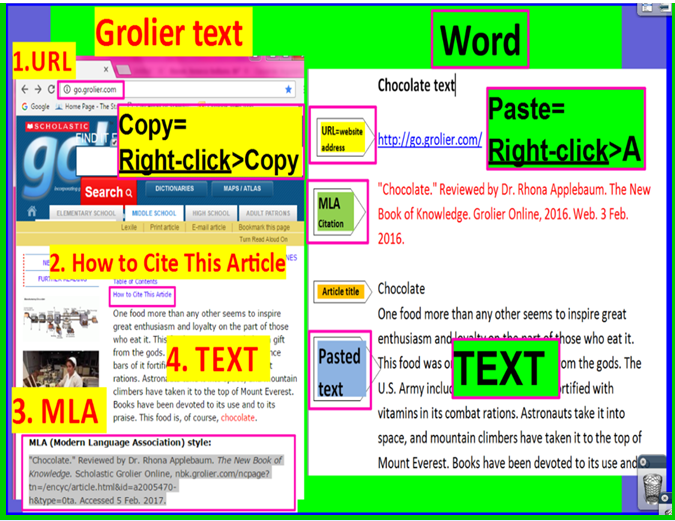 Grolier text
Word
1.URL
go.grolier.com
Google
Home Page - The Sta
Copy=
Right-click>Copy
SCHOLASTIC
go!
FIND IT F
Search
DICTIONARIES
MAPS / ATLAS
ELEMENTARY SCHOOL
MIDDLE SCHOOL
HIGH SCHOOL
ADULT PATRONS
Lexile
Print article
E-mail article
Bookmark this page
Turn Read Aloud On
2. How to Cite This Article
NE
FURTHER READING
Table of Contents
How to Cite This Article
One food more than any other seems to inspire
great enthusiasm and loyalty on the part of those
who eat it. This
gift
from the gods.
nce
bars of it fortifi
rations. Astronau
ountain
climbers have taken it to the top of Mount Everest.
Books have been devoted to its use and to its
praise. This food is, of course, chocolate.
4. TEXT
3. MLA
MLA (Modern Language Association) style:
"Chocolate." Reviewed by Dr. Rhona Applebaum. The New Book of
Knowledge. Scholastic Grolier Online, nbk.grolier.com/ncpage?
tn=/encyc/article.html&id=a2005470-
h&type=0ta. Accessed 5 Feb. 2017.
Chocolate text
Paste=
Right-click>A
URL=website
address
http://go.grolier.com/
MLA
Citation
"Chocolate." Reviewed by Dr. Rhona Applebaum. The New
Book of Knowledge. Grolier Online, 2016. Web. 3 Feb.
2016.
Article title
Chocolate
One food more than any other seems to inspire great
enthusiasm and loyalty on the part of those who eat it.
Pasted
text
TEXT
This food was o
om the gods. The
U.S. Army inclu
ortified with
vitamins in its combat rations. Astronauts take it into
space, and mountain climbers have taken it to the top of
Mount Everest. Books have been devoted to its use and